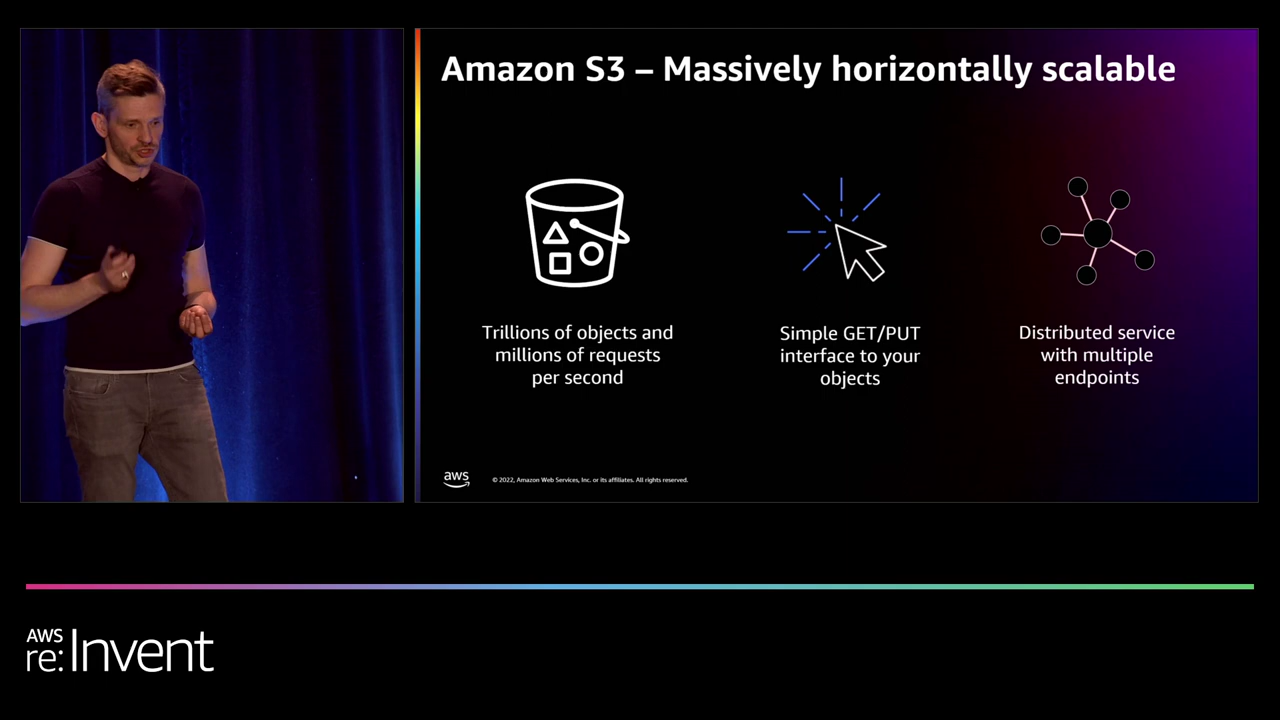 Amazon S3 – Massively horizontally scalable
Trillions of objects and
millions of requests
per second
Simple GET/PUT
interface to your
objects
Distributed service
with multiple
endpoints
aws
© 2022, Amazon Web Services, Inc. or its affiliates. All rights reserved.
AWS
re:Invent